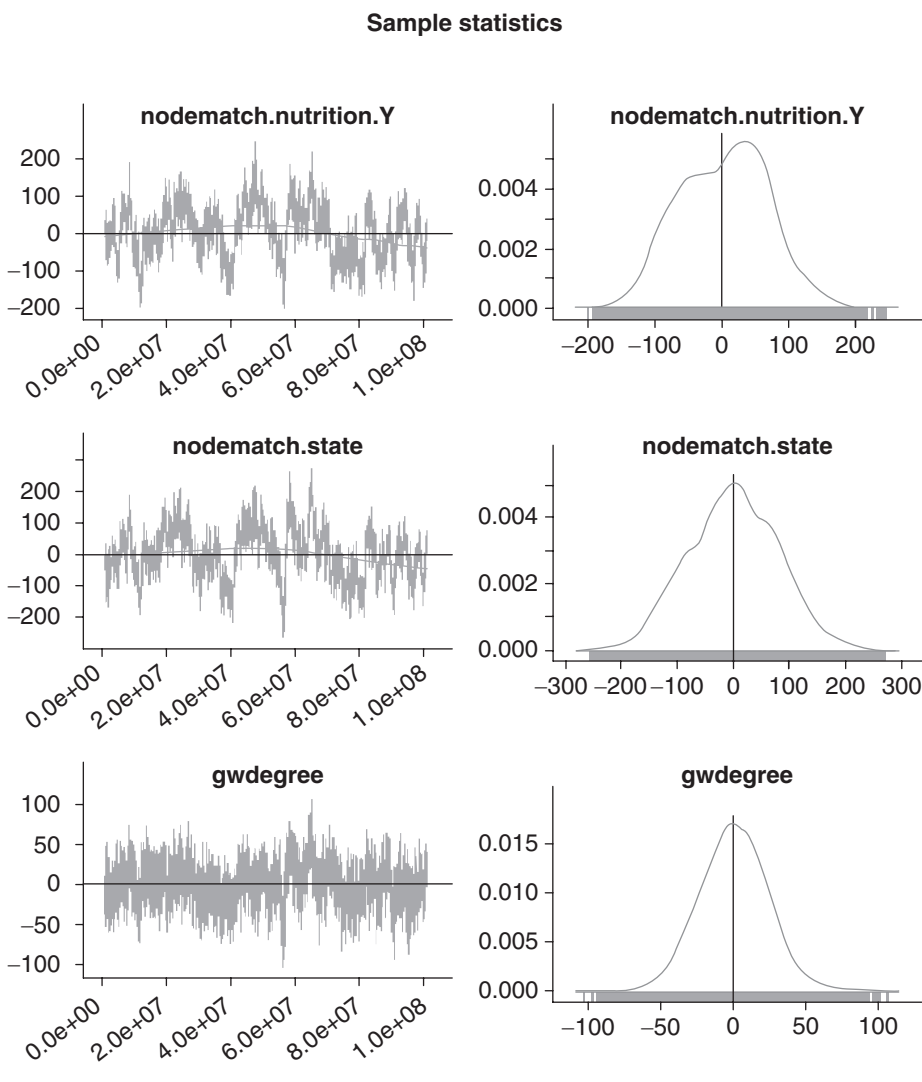 Sample statistics
nodematch.nutrition.Y
200
100
0
−100
−200
0.0e+00 2.0e+07 4.0e+07 6.0e+07 8.0e+07 1.0e+08
nodematch.nutrition.Y
0.004
0.002
0.000
−200 −100 0 100 200
nodematch.state
200
100
0
−100
−200
0.0e+00 2.0e+07 4.0e+07 6.0e+07 8.0e+07 1.0e+08
nodematch.state
0.004
0.002
0.000
−300 −200 −100 0 100 200 300
gwdegree
100
50
0
−50
−100
0.0e+00 2.0e+07 4.0e+07 6.0e+07 8.0e+07 1.0e+08
gwdegree
0.015
0.010
0.005
0.000
−100 −50 0 50 100